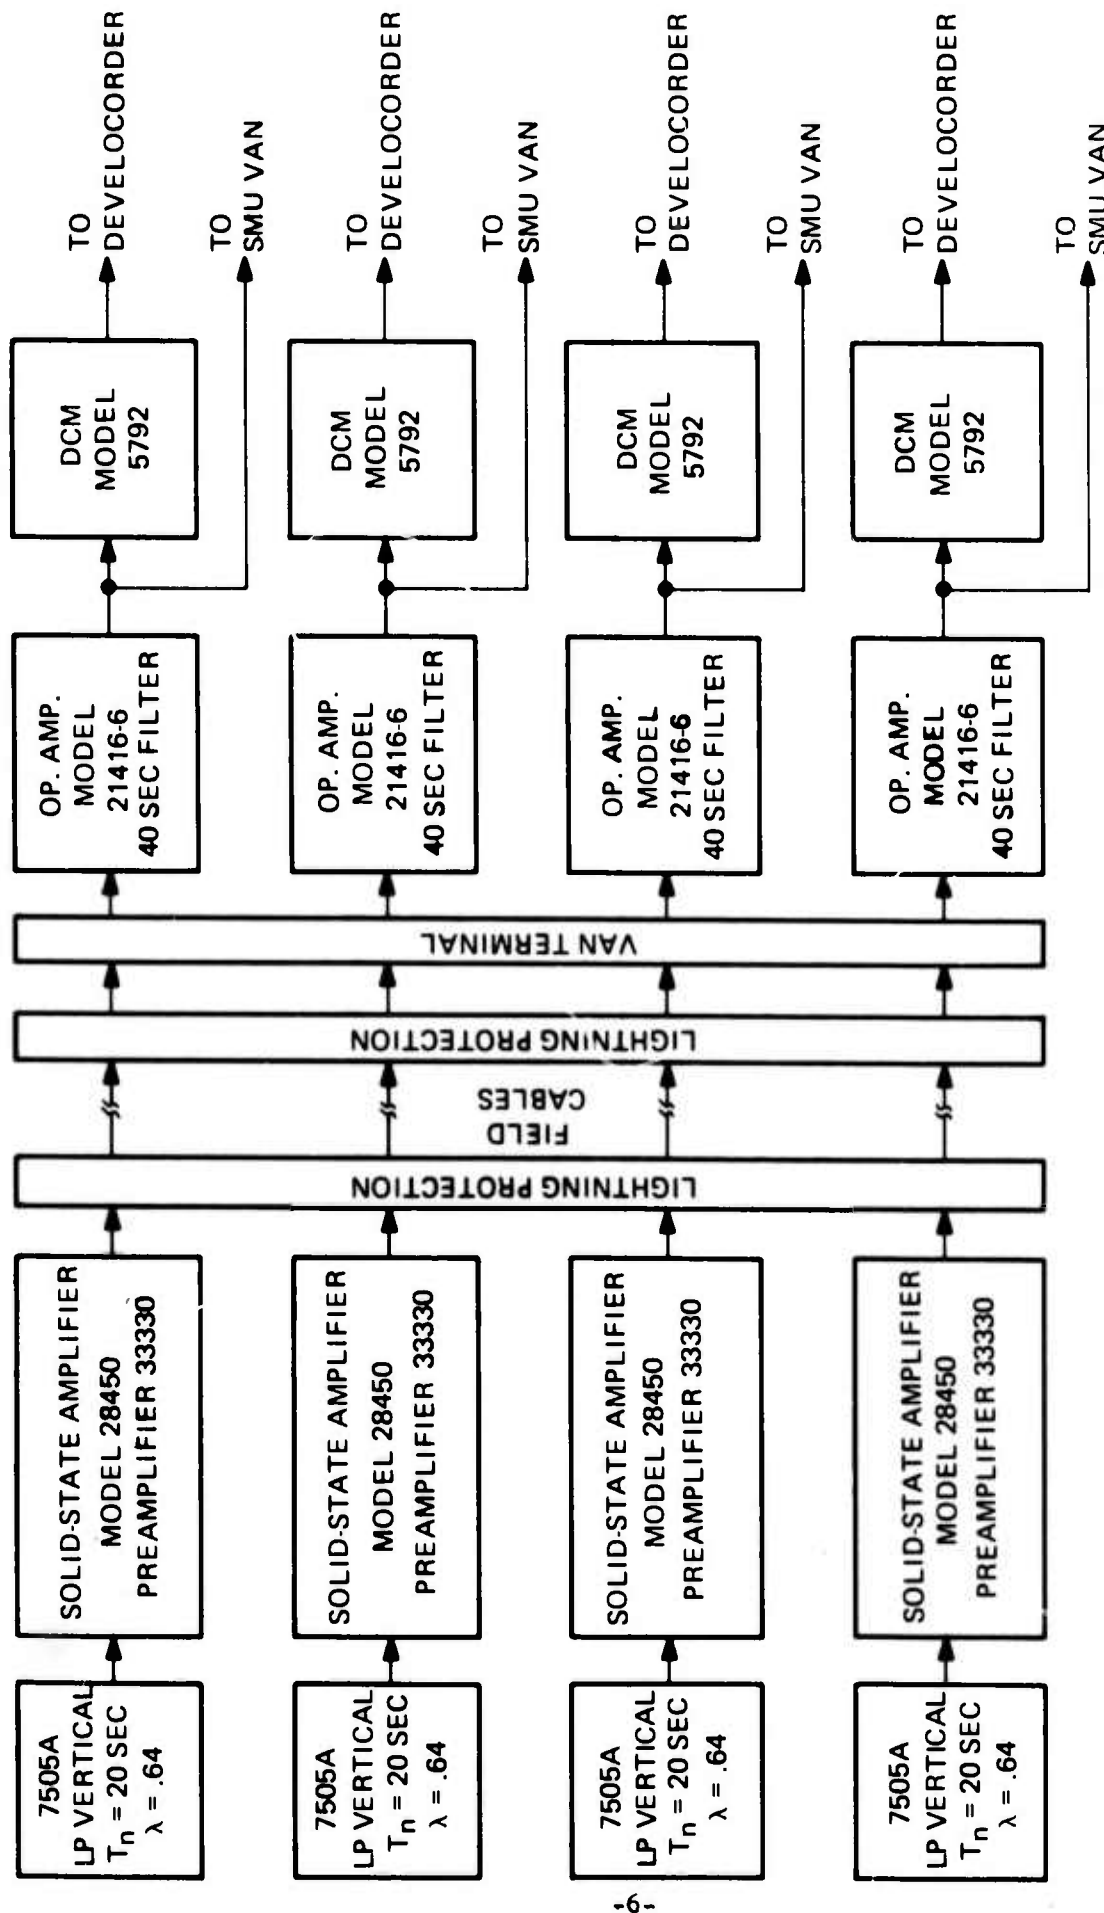 7505A
LP VERTICAL
Tn = 20 SEC
λ = .64
SOLID-STATE AMPLIFIER
MODEL 28450
PREAMPLIFIER 33330
OP. AMP.
MODEL
21416-6
40 SEC FILTER
DCM
MODEL
5792
TO
DEVELOCORDER
TO
SMU VAN
7505A
LP VERTICAL
Tn = 20 SEC
λ = .64
SOLID-STATE AMPLIFIER
MODEL 28450
PREAMPLIFIER 33330
OP. AMP.
MODEL
21416-6
40 SEC FILTER
DCM
MODEL
5792
TO
DEVELOCORDER
TO
SMU VAN
7505A
LP VERTICAL
Tn = 20 SEC
λ = .64
SOLID-STATE AMPLIFIER
MODEL 28450
PREAMPLIFIER 33330
OP. AMP.
MODEL
21416-6
40 SEC FILTER
DCM
MODEL
5792
TO
DEVELOCORDER
TO
SMU VAN
7505A
LP VERTICAL
Tn = 20 SEC
λ = .64
SOLID-STATE AMPLIFIER
MODEL 28450
PREAMPLIFIER 33330
OP. AMP.
MODEL
21416-6
40 SEC FILTER
DCM
MODEL
5792
TO
DEVELOCORDER
TO
SMU VAN
LIGHTNING PROTECTION
FIELD
CABLES
LIGHTNING PROTECTION
VAN TERMINAL
-9-